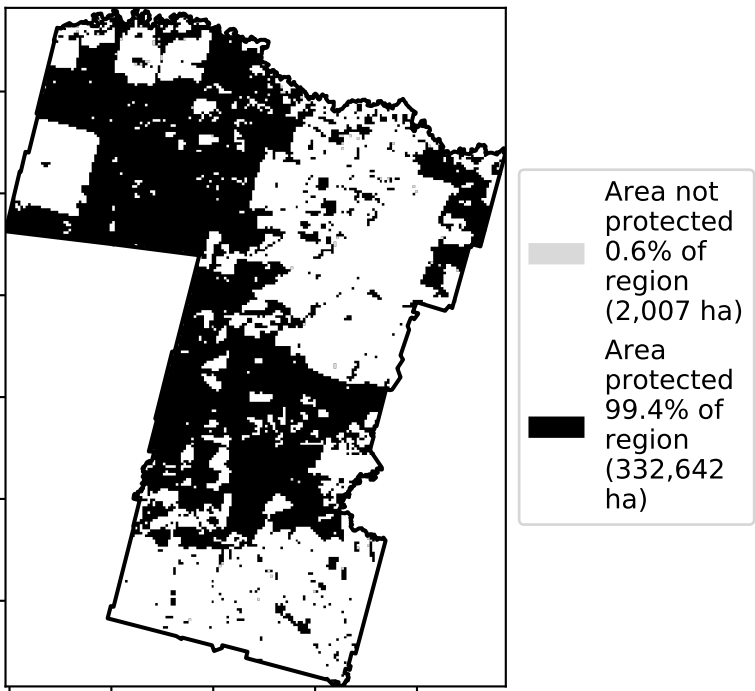 Area not
protected
0.6% of
region
(2,007 ha)
Area
protected
99.4% of
region
(332,642
ha)